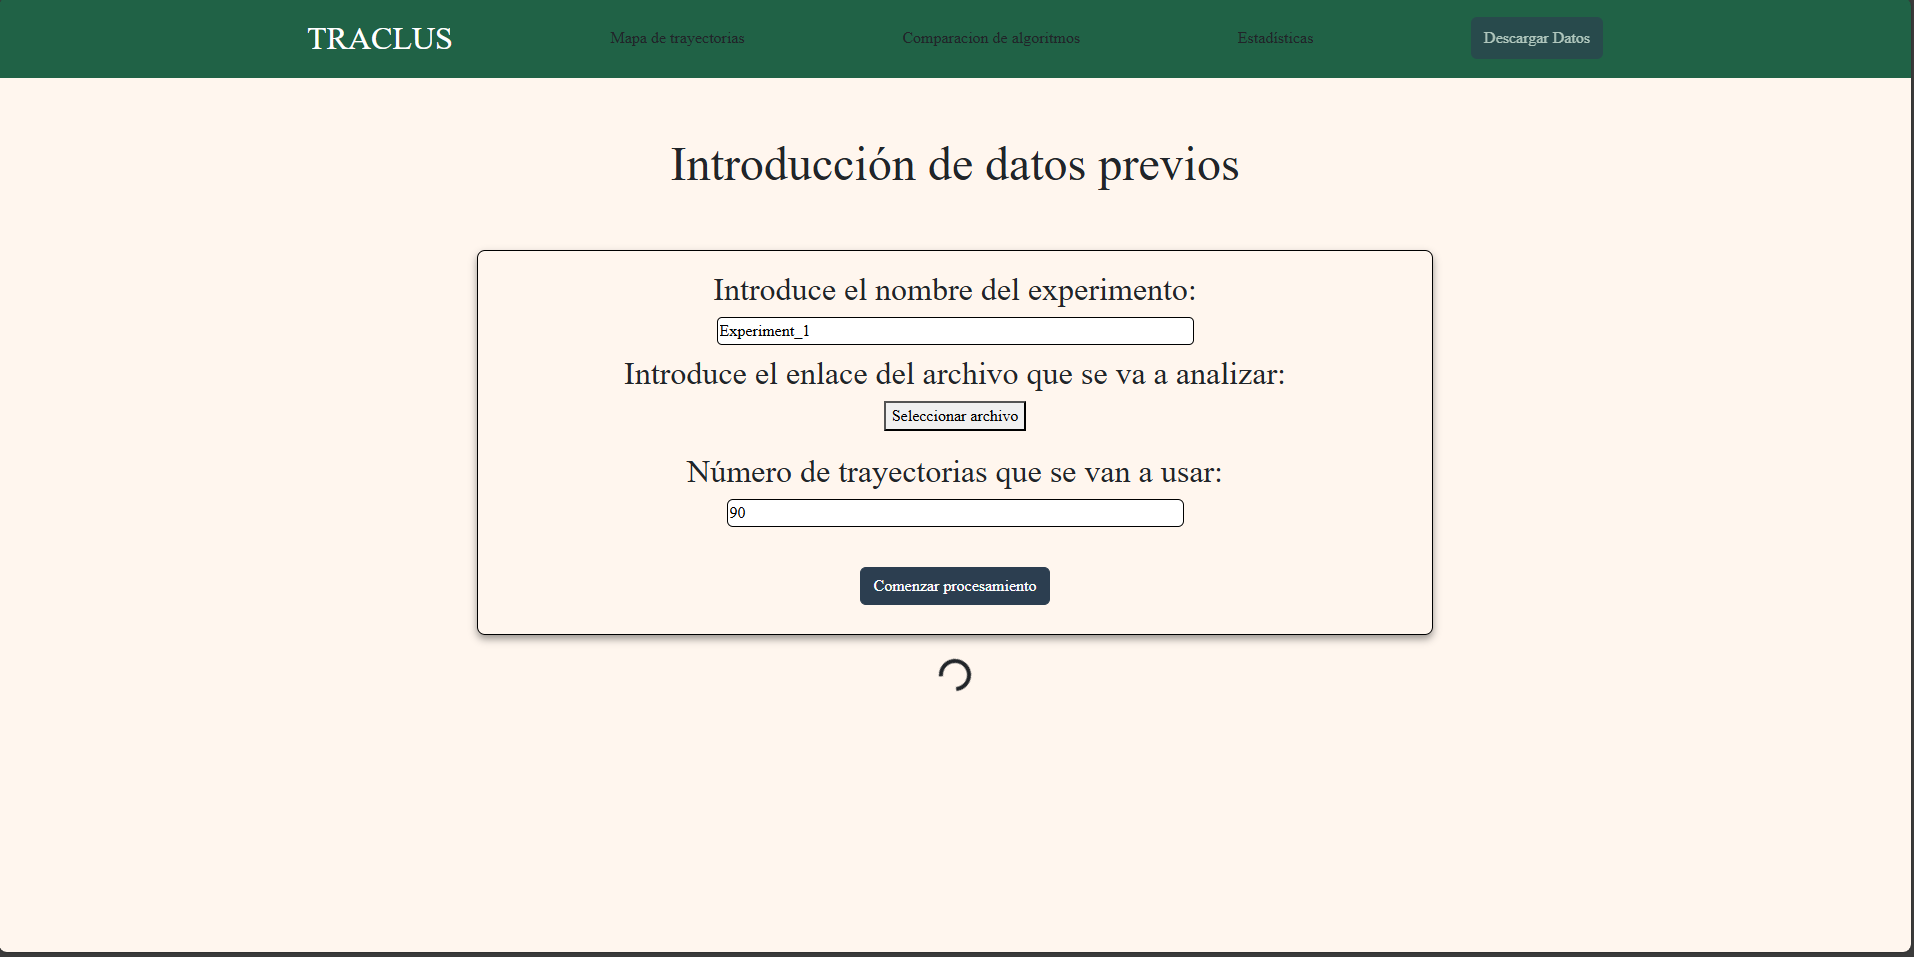 TRACLUS
Mapa de trayectorias
Comparacion de algoritmos
Estadísticas
Descargar Datos
Introducción de datos previos
Introduce el nombre del experimento:
Experiment_1
Introduce el enlace del archivo que se va a analizar:
Seleccionar archivo
Número de trayectorias que se van a usar:
90
Comenzar procesamiento